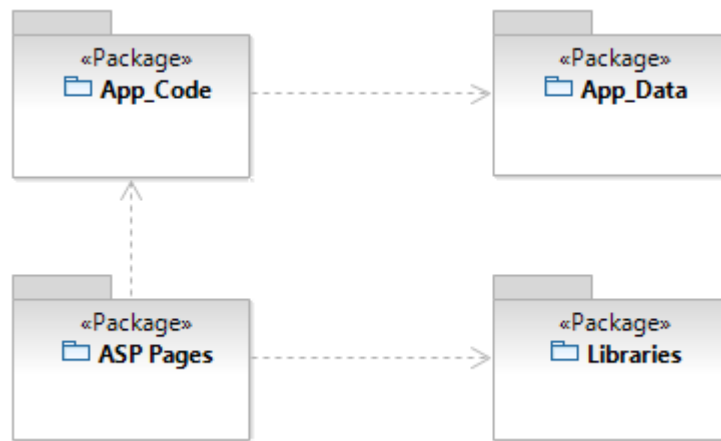 «Package»
App_Code
«Package»
App_Data
«Package»
ASP Pages
«Package»
Libraries